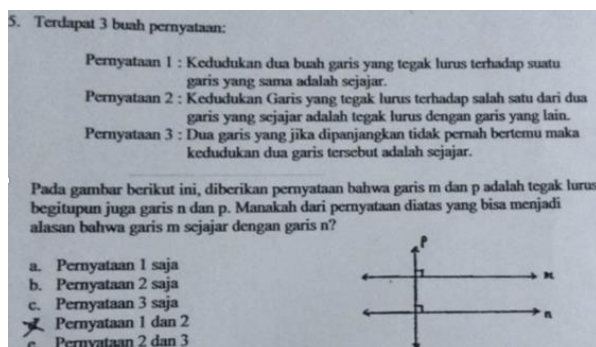 5. Terdapat 3 buah pernyataan:
Pernyataan 1 : Kedudukan dua buah garis yang tegak lurus terhadap suatu
garis yang sama adalah sejajar.
Pernyataan 2 : Kedudukan Garis yang tegak lurus terhadap salah satu dari dua
garis yang sejajar adalah tegak lurus dengan garis yang lain.
Pernyataan 3 : Dua garis yang jika dipanjangkan tidak pernah bertemu maka
kedudukan dua garis tersebut adalah sejajar.
Pada gambar berikut ini, diberikan pernyataan bahwa garis m dan p adalah tegak lurus
begitupun juga garis n dan p. Manakah dari pernyataan diatas yang bisa menjadi
alasan bahwa garis m sejajar dengan garis n?
P
a. Pernyataan 1 saja
m
b. Pernyataan 2 saja
c. Pernyataan 3 saja
n
Pernyataan 1 dan 2
e. Pernyataan 2 dan 3